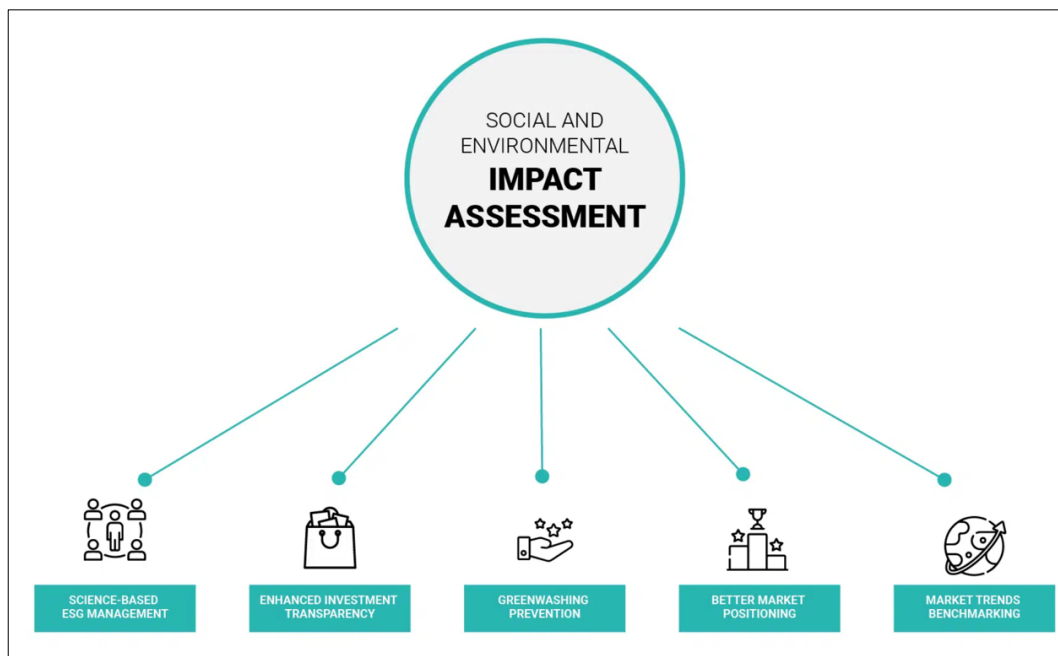 SOCIAL AND
ENVIRONMENTAL
IMPACT
ASSESSMENT
SCIENCE-BASED
ESG MANAGEMENT
ENHANCED INVESTMENT
TRANSPARENCY
GREENWASHING
PREVENTION
BETTER MARKET
POSITIONING
MARKET TRENDS
BENCHMARKING